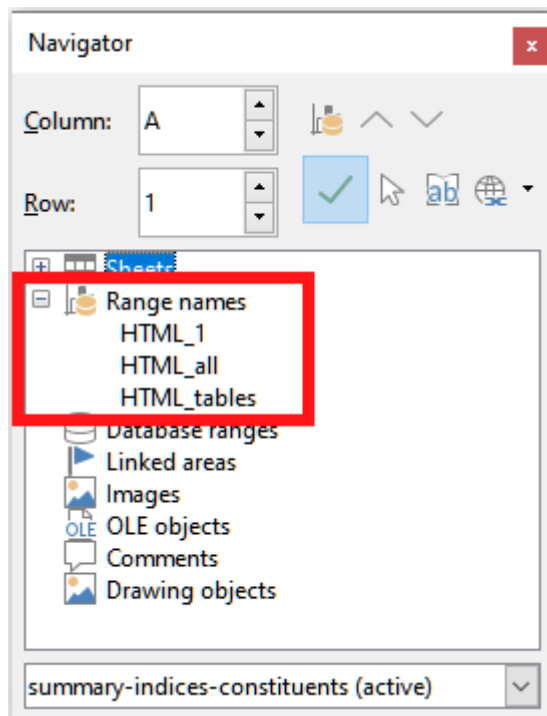 Navigator
x
Column: A
Row: 1
ab
Sheets
Range names
HTML_1
HTML_all
HTML_tables
Database ranges
Linked areas
Images
OLE OLE objects
Comments
Drawing objects
summary-indices-constituents (active)